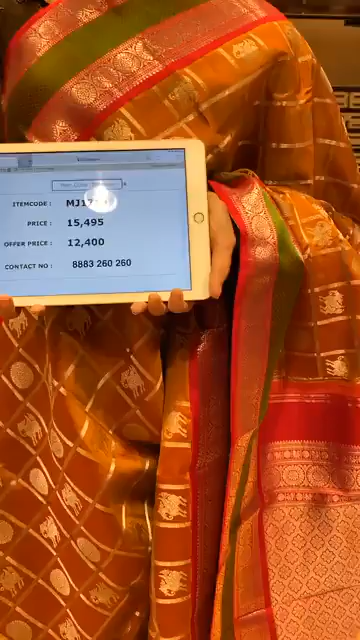 ITEMCODE :
PRICE : 15,495
OFFER PRICE : 12,400
CONTACT NO : 8883 260 260